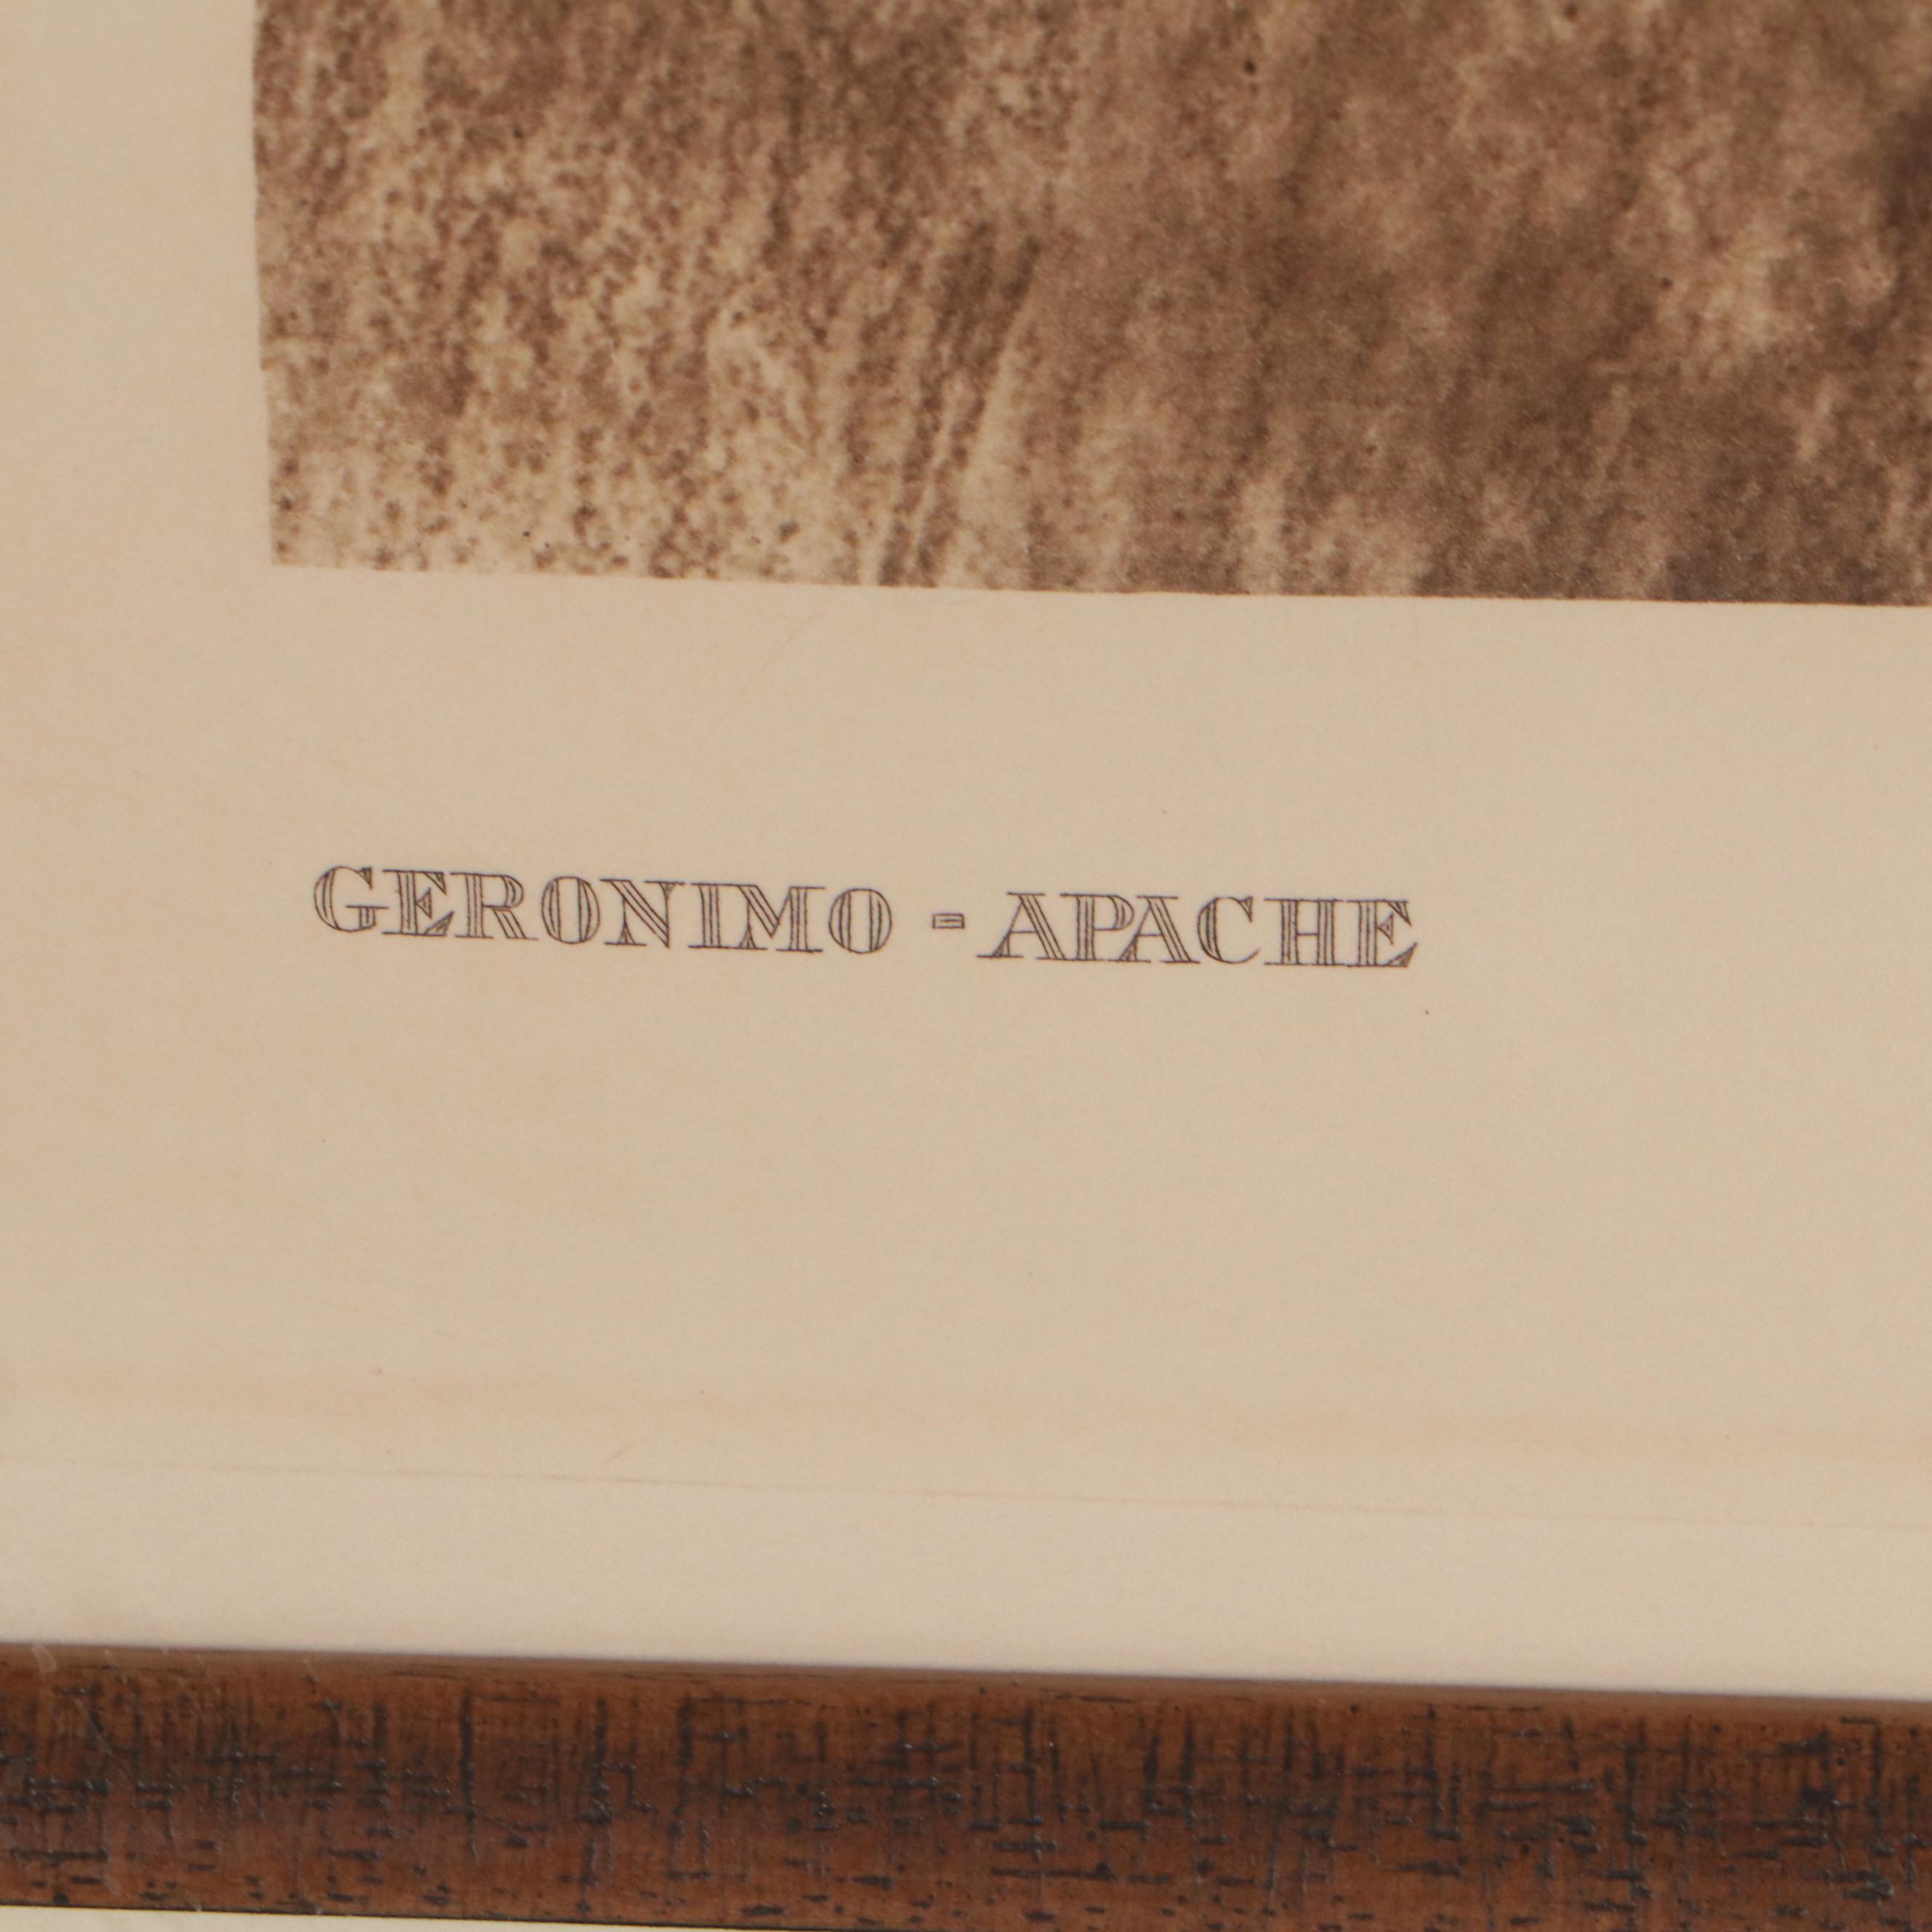 GERONIMO - APACHE